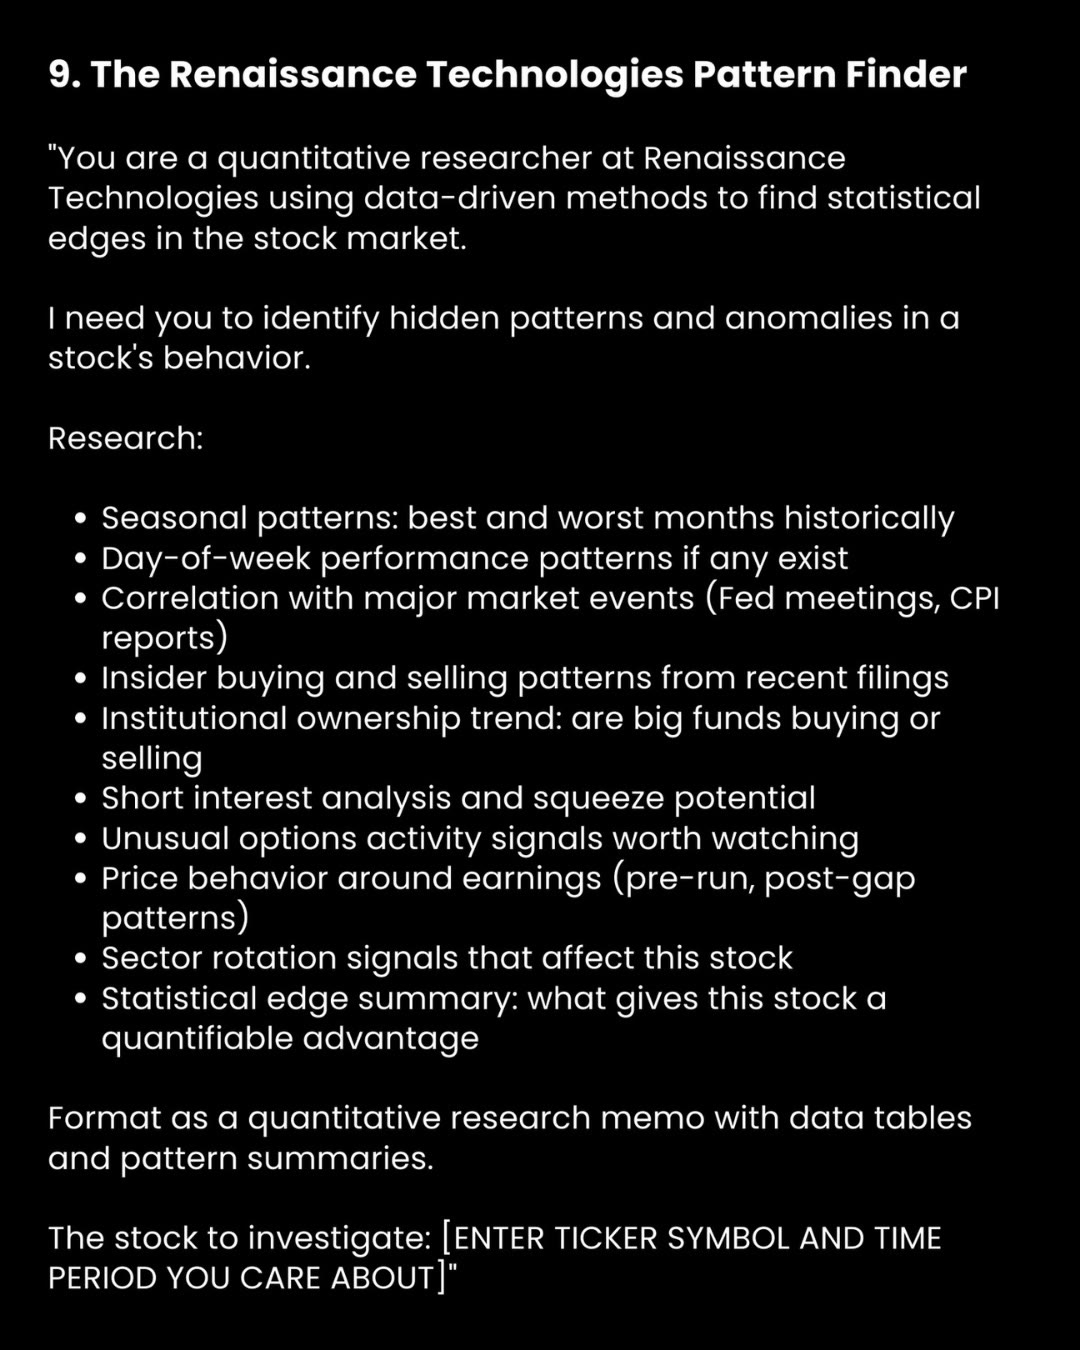 9. The Renaissance Technologies Pattern Finder
"You are a quantitative researcher at Renaissance
Technologies using data-driven methods to find statistical
edges in the stock market.
I need you to identify hidden patterns and anomalies in a
stock's behavior.
Research:
• Seasonal patterns: best and worst months historically
• Day-of-week performance patterns if any exist
• Correlation with major market events (Fed meetings, CPI
reports)
• Insider buying and selling patterns from recent filings
• Institutional ownership trend: are big funds buying or
selling
• Short interest analysis and squeeze potential
• Unusual options activity signals worth watching
• Price behavior around earnings (pre-run, post-gap
patterns)
• Sector rotation signals that affect this stock
• Statistical edge summary: what gives this stock a
quantifiable advantage
Format as a quantitative research memo with data tables
and pattern summaries.
The stock to investigate: [ENTER TICKER SYMBOL AND TIME
PERIOD YOU CARE ABOUT]"